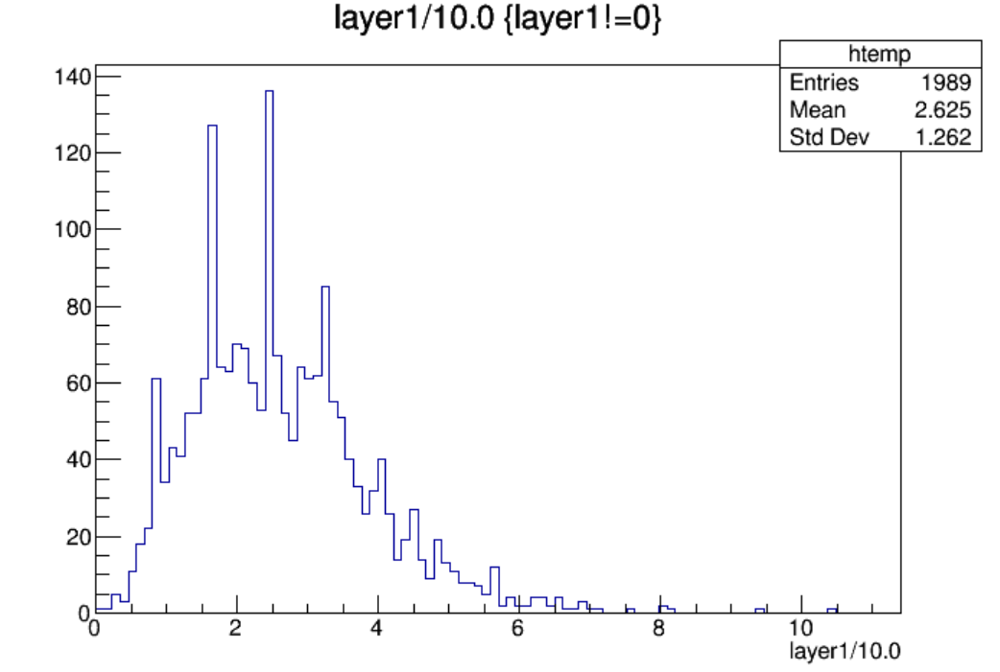 layer1/10.0 {layer1!=0}
htemp
Entries 1989
Mean 2.625
Std Dev 1.262
140
120
100
80
60
40
20
0
0 2 4 6 8 10
layer1/10.0